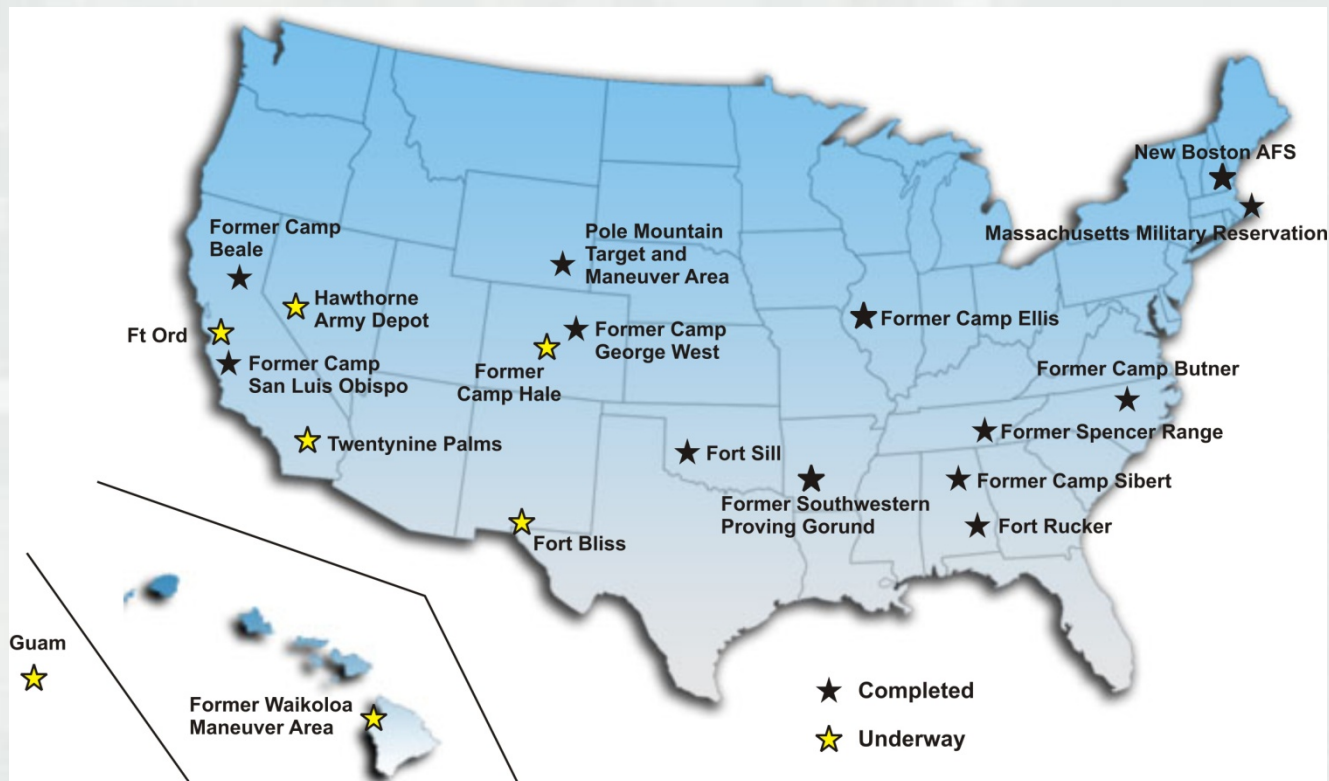 New Boston AFS
Massachusetts Military Reservation
Former Camp
Beale
Pole Mountain
Target and
Maneuver Area
Hawthorne
Army Depot
Ft Ord
Former Camp
San Luis Obispo
Former Camp
George West
Former
Camp Hale
Former Camp Ellis
Former Camp Butner
Former Spencer Range
Twentynine Palms
Fort Sill
Former Camp Sibert
Former Southwestern
Proving Gorund
Fort Rucker
Fort Bliss
Guam
Former Waikoloa
Maneuver Area
Completed
Underway